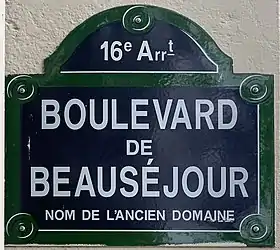 16e Arrt
BOULEVARD
DE
BEAUSÉJOUR
NOM DE L'ANCIEN DOMAINE